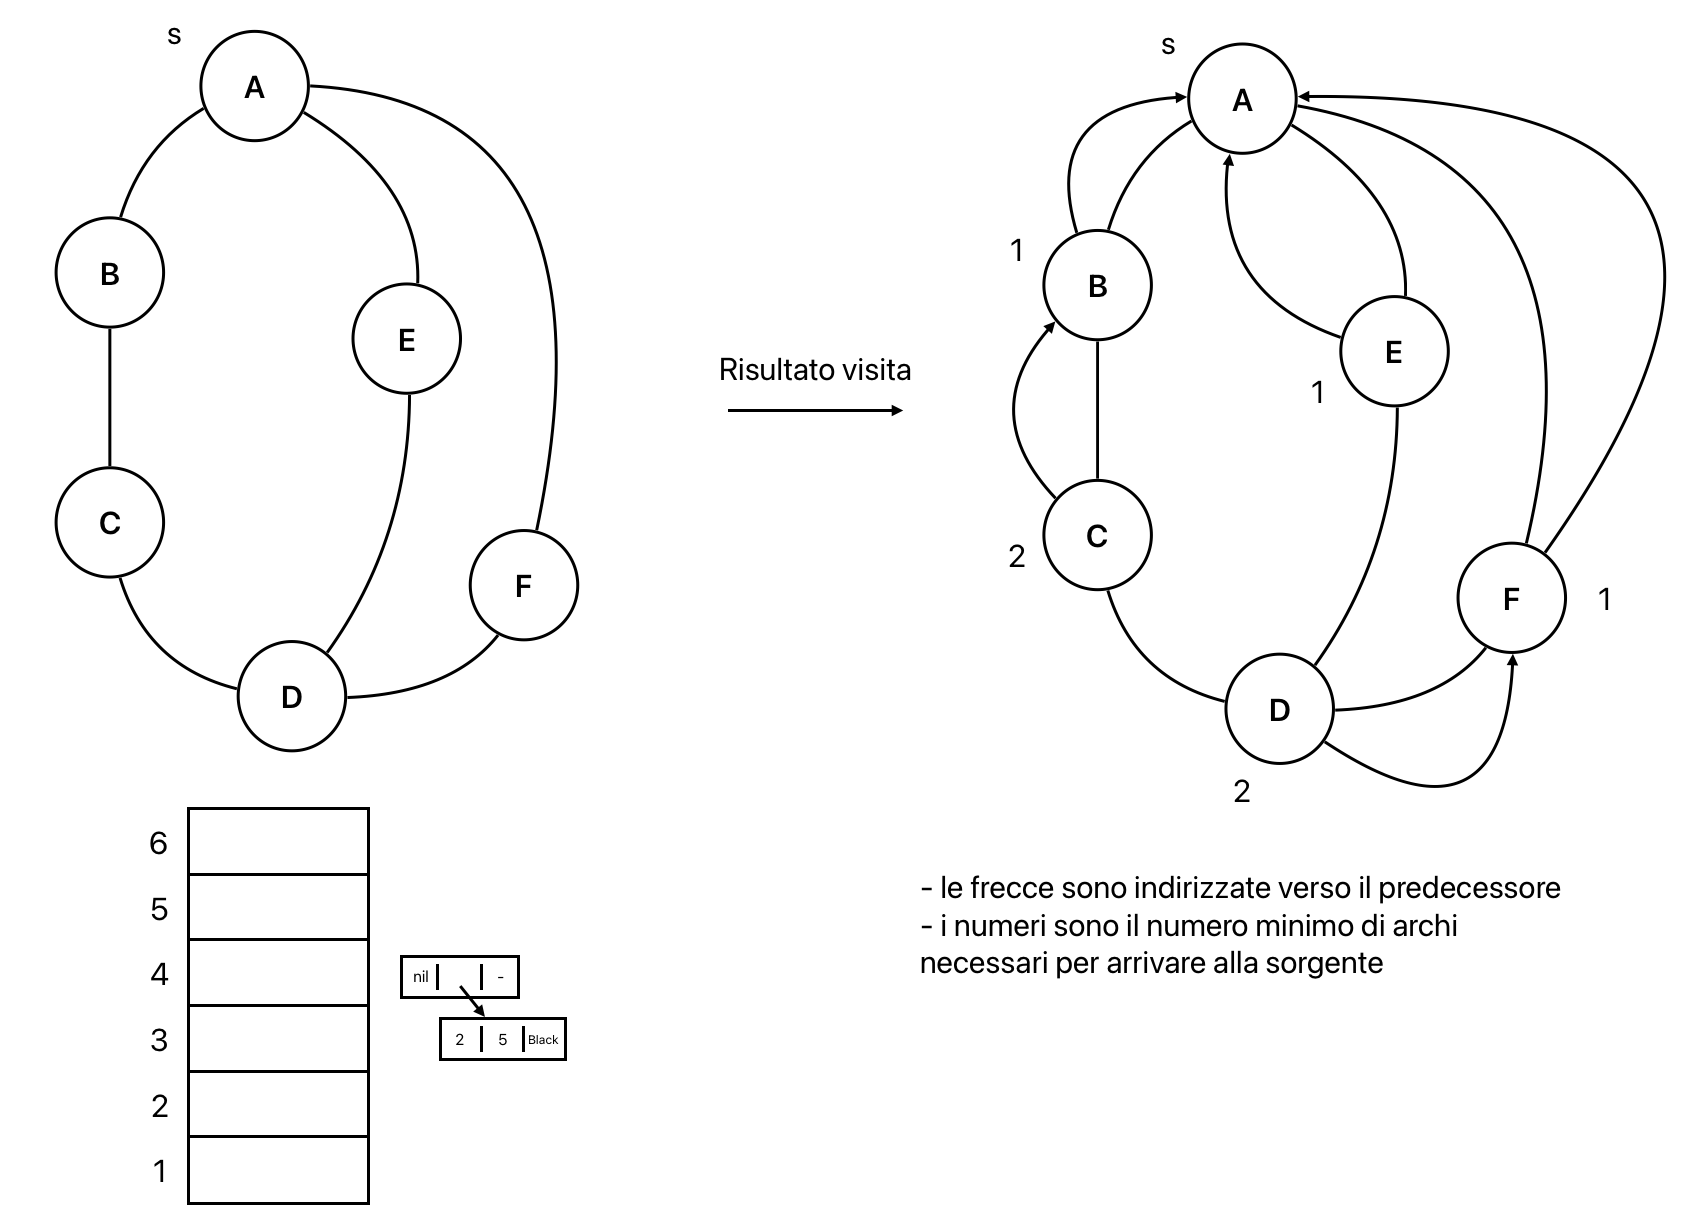 s
A
B
E
C
F
D
Risultato visita
s
A
1
B
E
1
C
2
F
1
D
2
6
5
4
3
2
1
nil -
2 5 Black
- le frecce sono indirizzate verso il predecessore
- i numeri sono il numero minimo di archi
necessari per arrivare alla sorgente